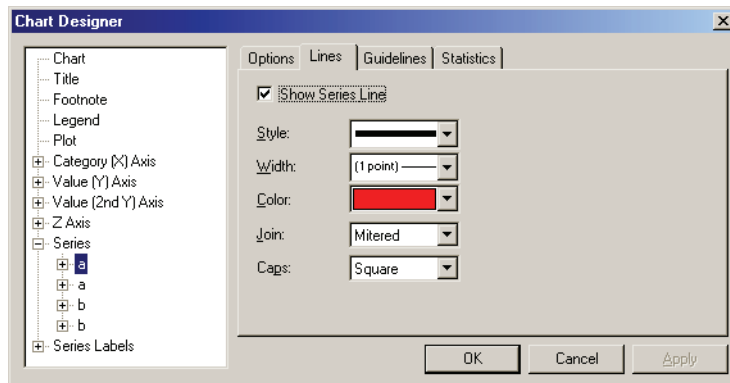 Chart Designer
Chart
Title
Footnote
Legend
Plot
Category (X) Axis
Value (Y) Axis
Value (2nd Y) Axis
Z Axis
Series
a
a
b
b
Series Labels
Options Lines Guidelines Statistics
Show Series Line
Style:
Width: (1 point)
Color:
Join: Mitered
Caps: Square
OK Cancel Apply